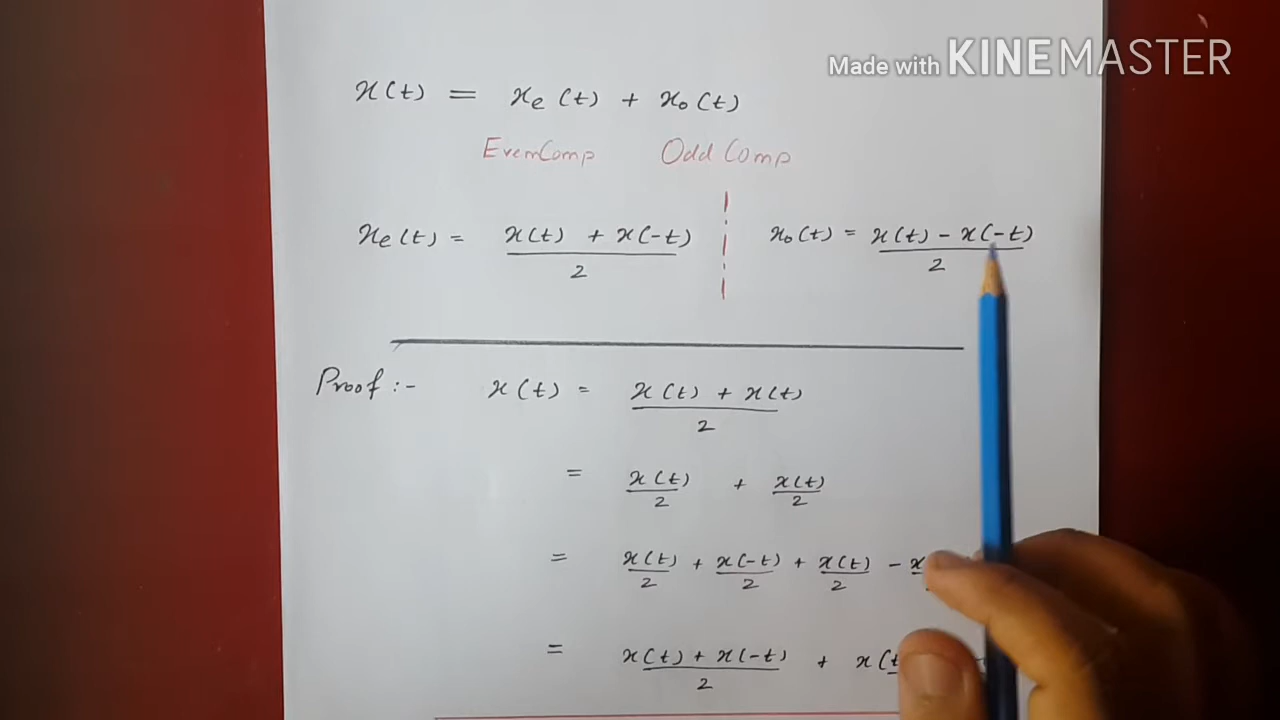 Made with KINEMASTER
x(t) = xₑ(t) + xₒ(t)
Even Comp Odd Comp
xₑ(t) = x(t) + x(-t) / 2 xₒ(t) = x(t) - x(-t) / 2
Proof :- x(t) = x(t) + x(t) / 2
= x(t)/2 + x(t)/2
= x(t)/2 + x(-t)/2 + x(t)/2 - x
= x(t) + x(-t) / 2 + x(t